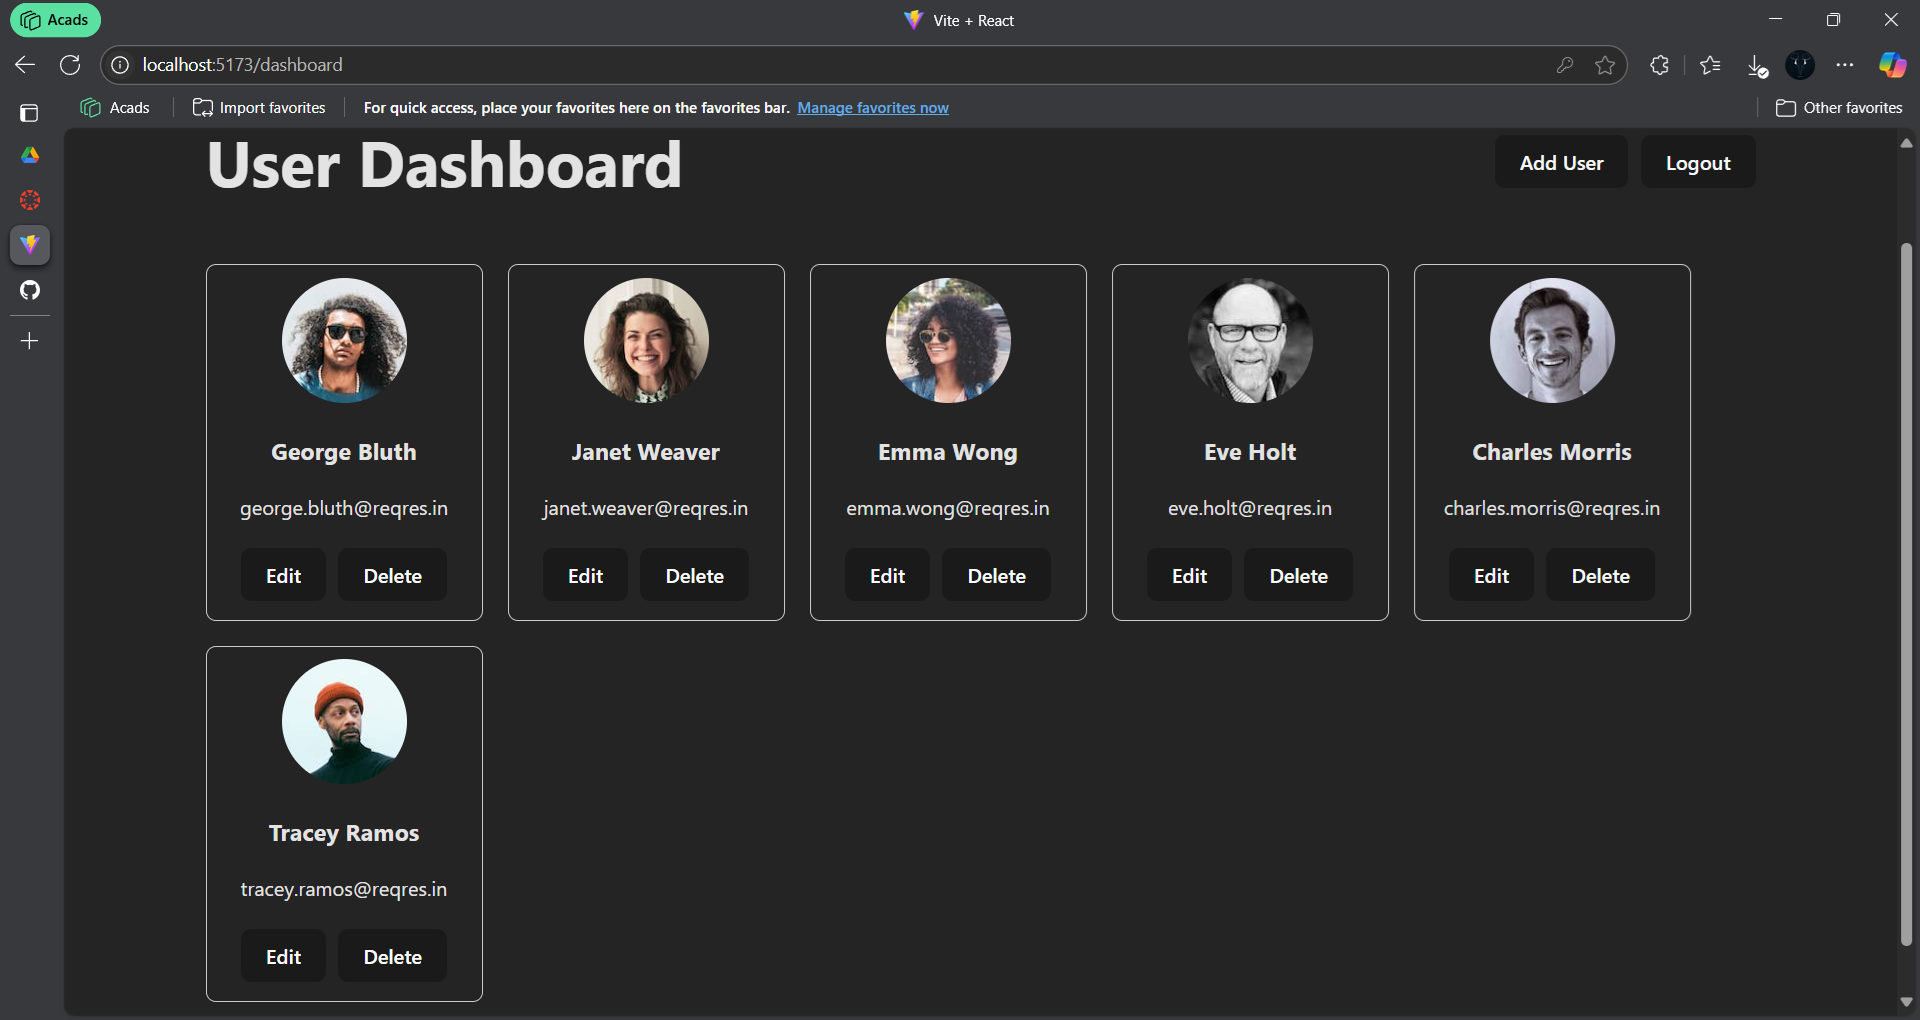 Acads
Vite + React
localhost:5173/dashboard
Acads
Import favorites
For quick access, place your favorites here on the favorites bar. Manage favorites now
Other favorites
User Dashboard
Add User
Logout
George Bluth
george.bluth@reqres.in
Edit
Delete
Janet Weaver
janet.weaver@reqres.in
Edit
Delete
Emma Wong
emma.wong@reqres.in
Edit
Delete
Eve Holt
eve.holt@reqres.in
Edit
Delete
Charles Morris
charles.morris@reqres.in
Edit
Delete
Tracey Ramos
tracey.ramos@reqres.in
Edit
Delete